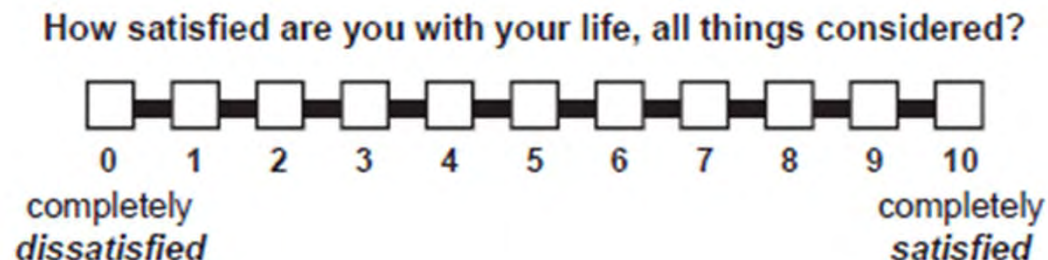 How satisfied are you with your life, all things considered?
0 1 2 3 4 5 6 7 8 9 10
completely completely
dissatisfied satisfied